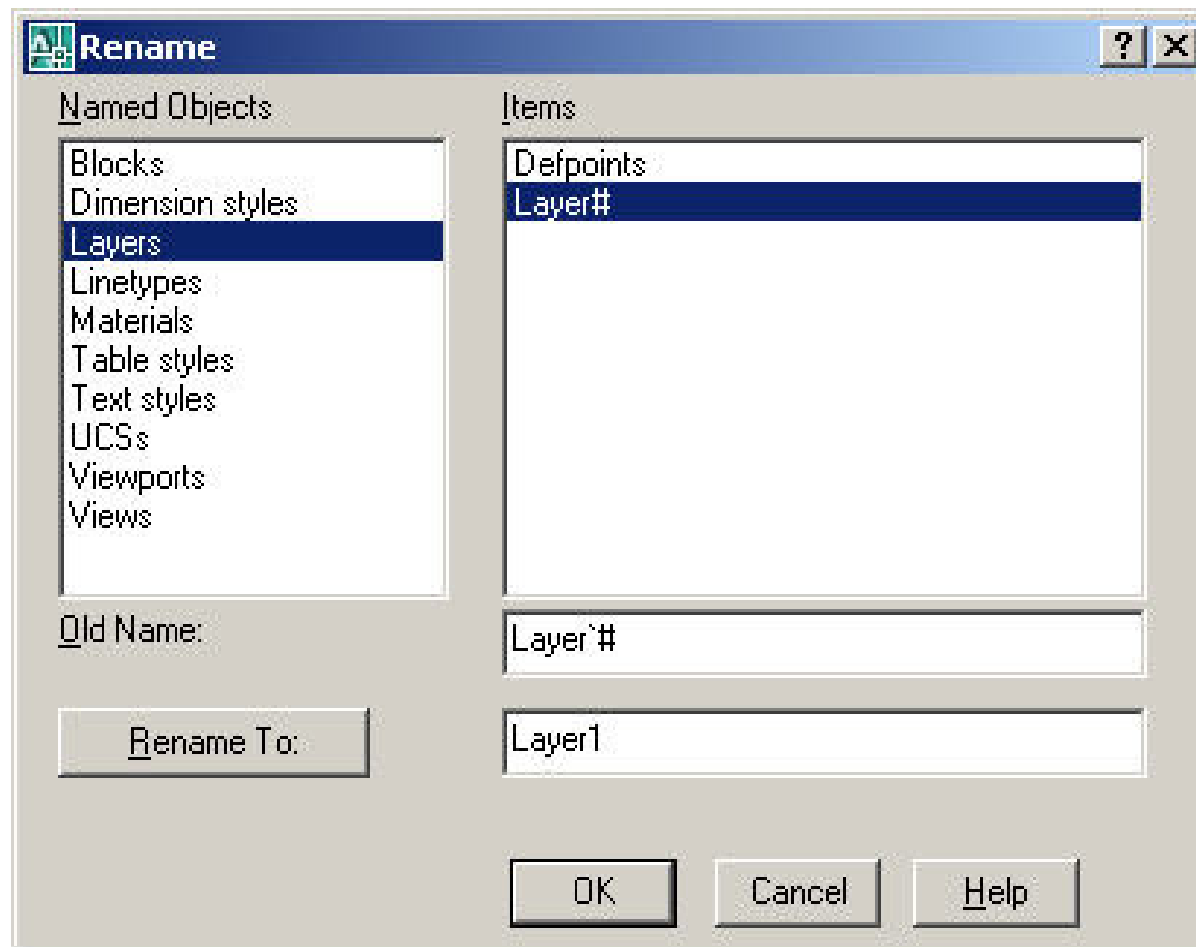 Rename
Named Objects
Blocks
Dimension styles
Layers
Linetypes
Materials
Table styles
Text styles
UCSs
Viewports
Views
Items
Defpoints
Layer#
Old Name:
Layer`#
Rename To:
Layer1
OK
Cancel
Help